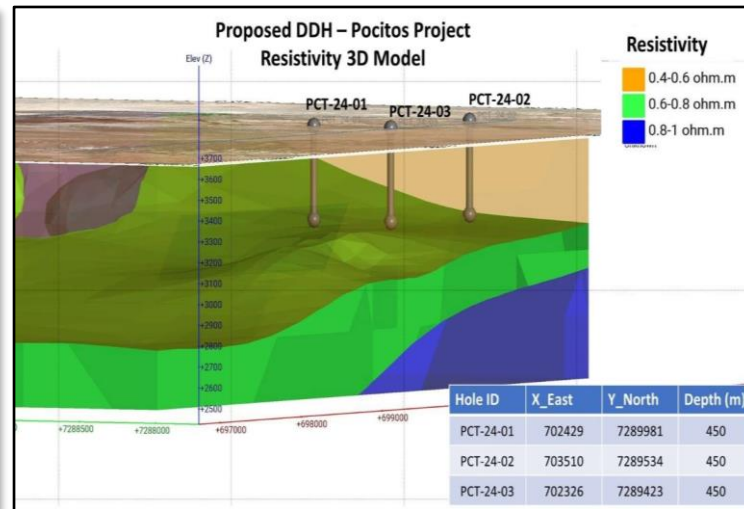 Proposed DDH – Pocitos Project
Resistivity 3D Model
Elev (Z)
Resistivity
0.4-0.6 ohm.m
0.6-0.8 ohm.m
0.8-1 ohm.m
PCT-24-01
PCT-24-03
PCT-24-02
+3700
+3600
+3500
+3400
+3300
+3200
+3100
+3000
+2900
+2800
+2700
+2600
+2500
+7288500
+7288000
+697000
+698000
+699000
Hole ID X_East Y_North Depth (m)
PCT-24-01 702429 7289981 450
PCT-24-02 703510 7289534 450
PCT-24-03 702326 7289423 450